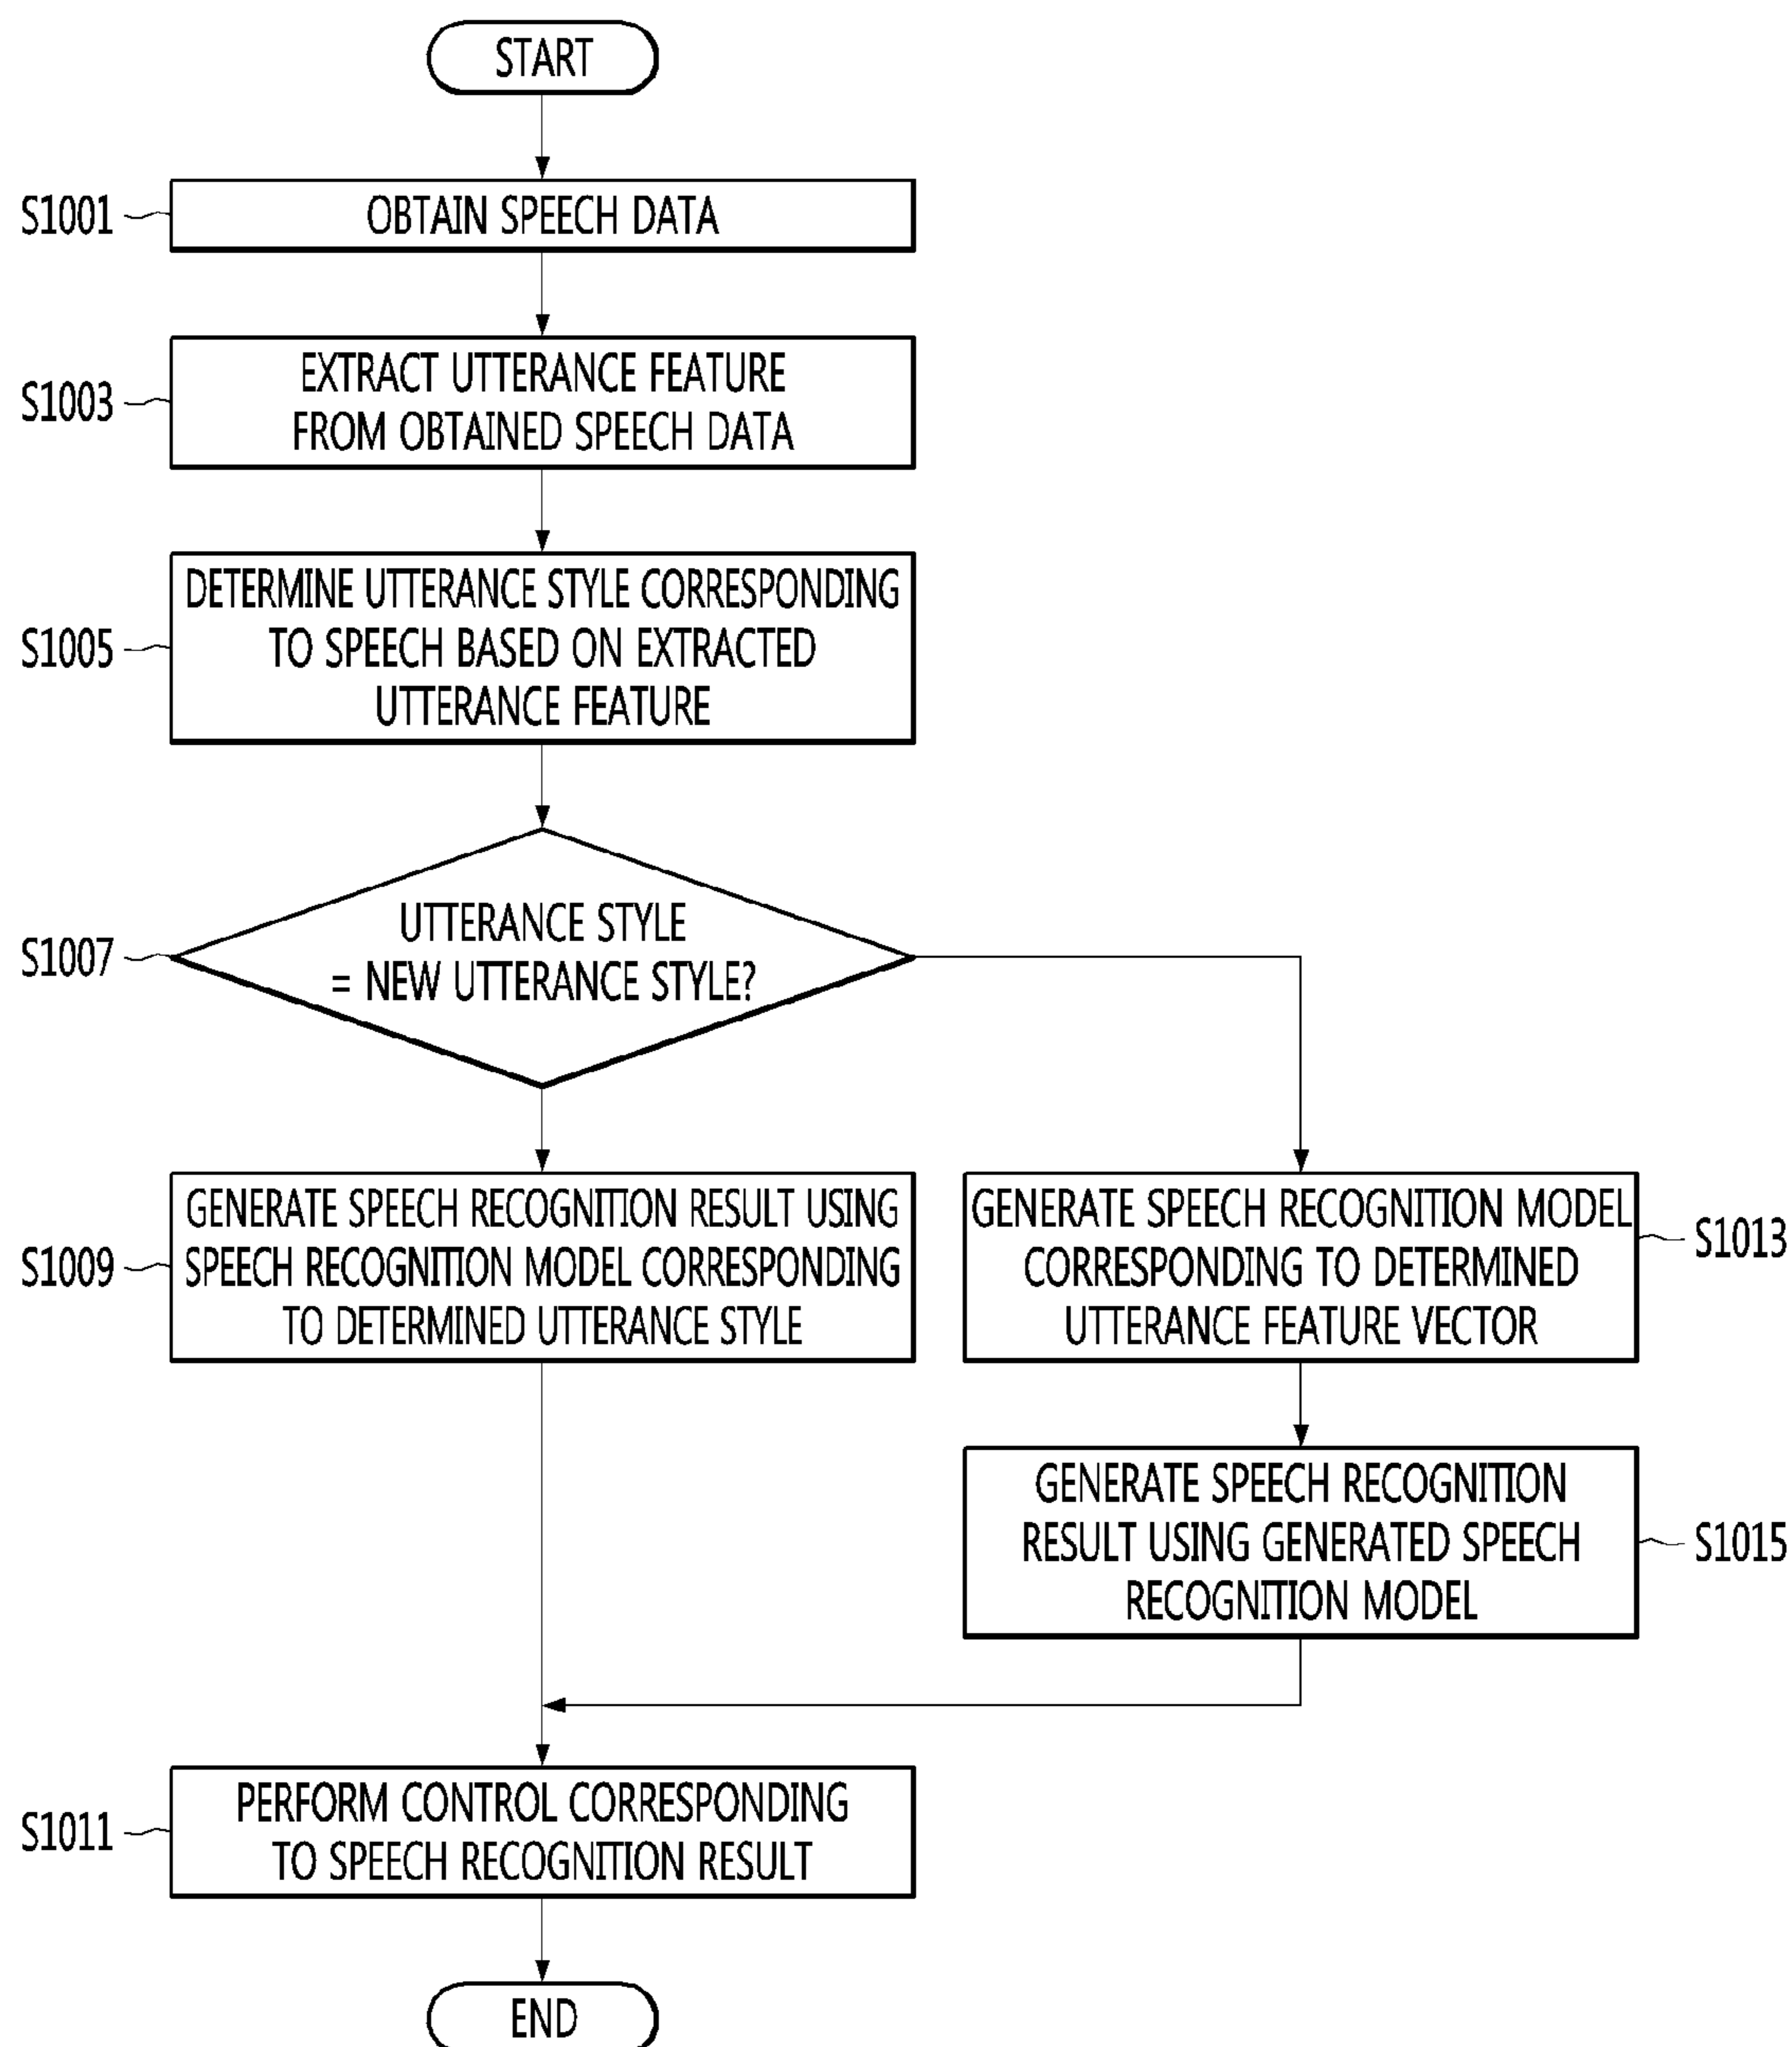 START
S1001
OBTAIN SPEECH DATA
S1003
EXTRACT UTTERANCE FEATURE
FROM OBTAINED SPEECH DATA
S1005
DETERMINE UTTERANCE STYLE CORRESPONDING
TO SPEECH BASED ON EXTRACTED
UTTERANCE FEATURE
S1007
UTTERANCE STYLE
= NEW UTTERANCE STYLE?
S1009
GENERATE SPEECH RECOGNITION RESULT USING
SPEECH RECOGNITION MODEL CORRESPONDING
TO DETERMINED UTTERANCE STYLE
GENERATE SPEECH RECOGNITION MODEL
CORRESPONDING TO DETERMINED
UTTERANCE FEATURE VECTOR
S1013
GENERATE SPEECH RECOGNITION
RESULT USING GENERATED SPEECH
RECOGNITION MODEL
S1015
S1011
PERFORM CONTROL CORRESPONDING
TO SPEECH RECOGNITION RESULT
END